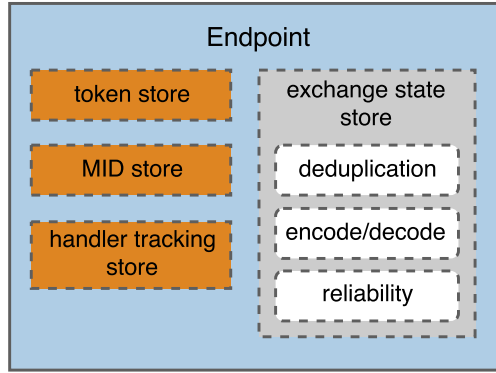 Endpoint
token store
MID store
handler tracking
store
exchange state
store
deduplication
encode/decode
reliability